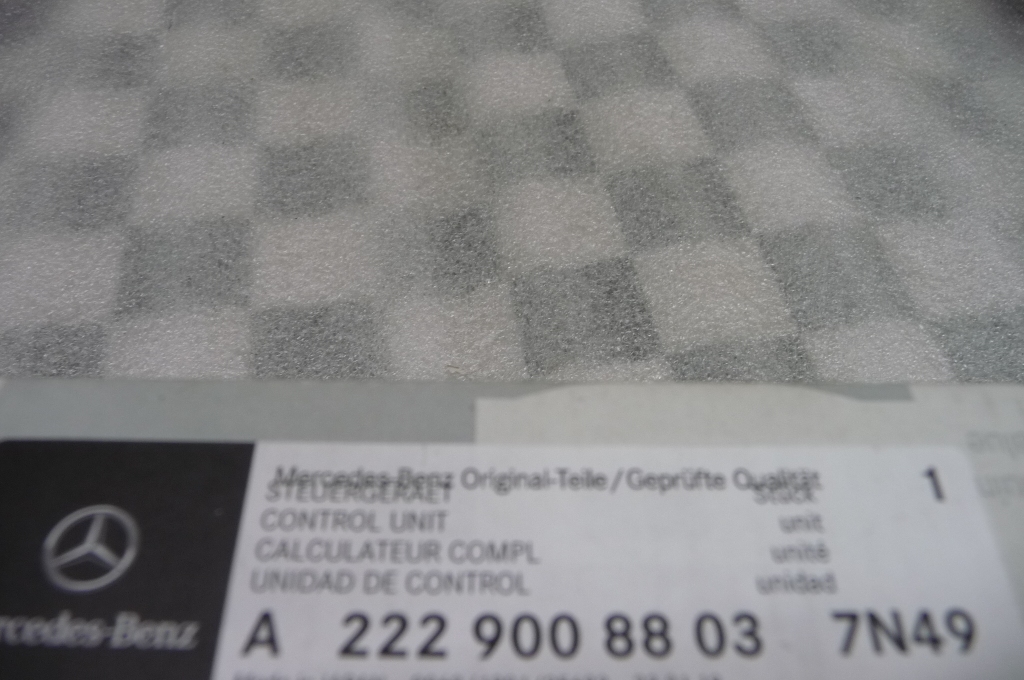 Mercedes-Benz Original-Teile / Geprüfte Qualität 1
STEUERGERAET Stück
CONTROL UNIT unit
CALCULATEUR COMPL unité
UNIDAD DE CONTROL unidad
A 222 900 88 03 7N49
rcedes-Benz